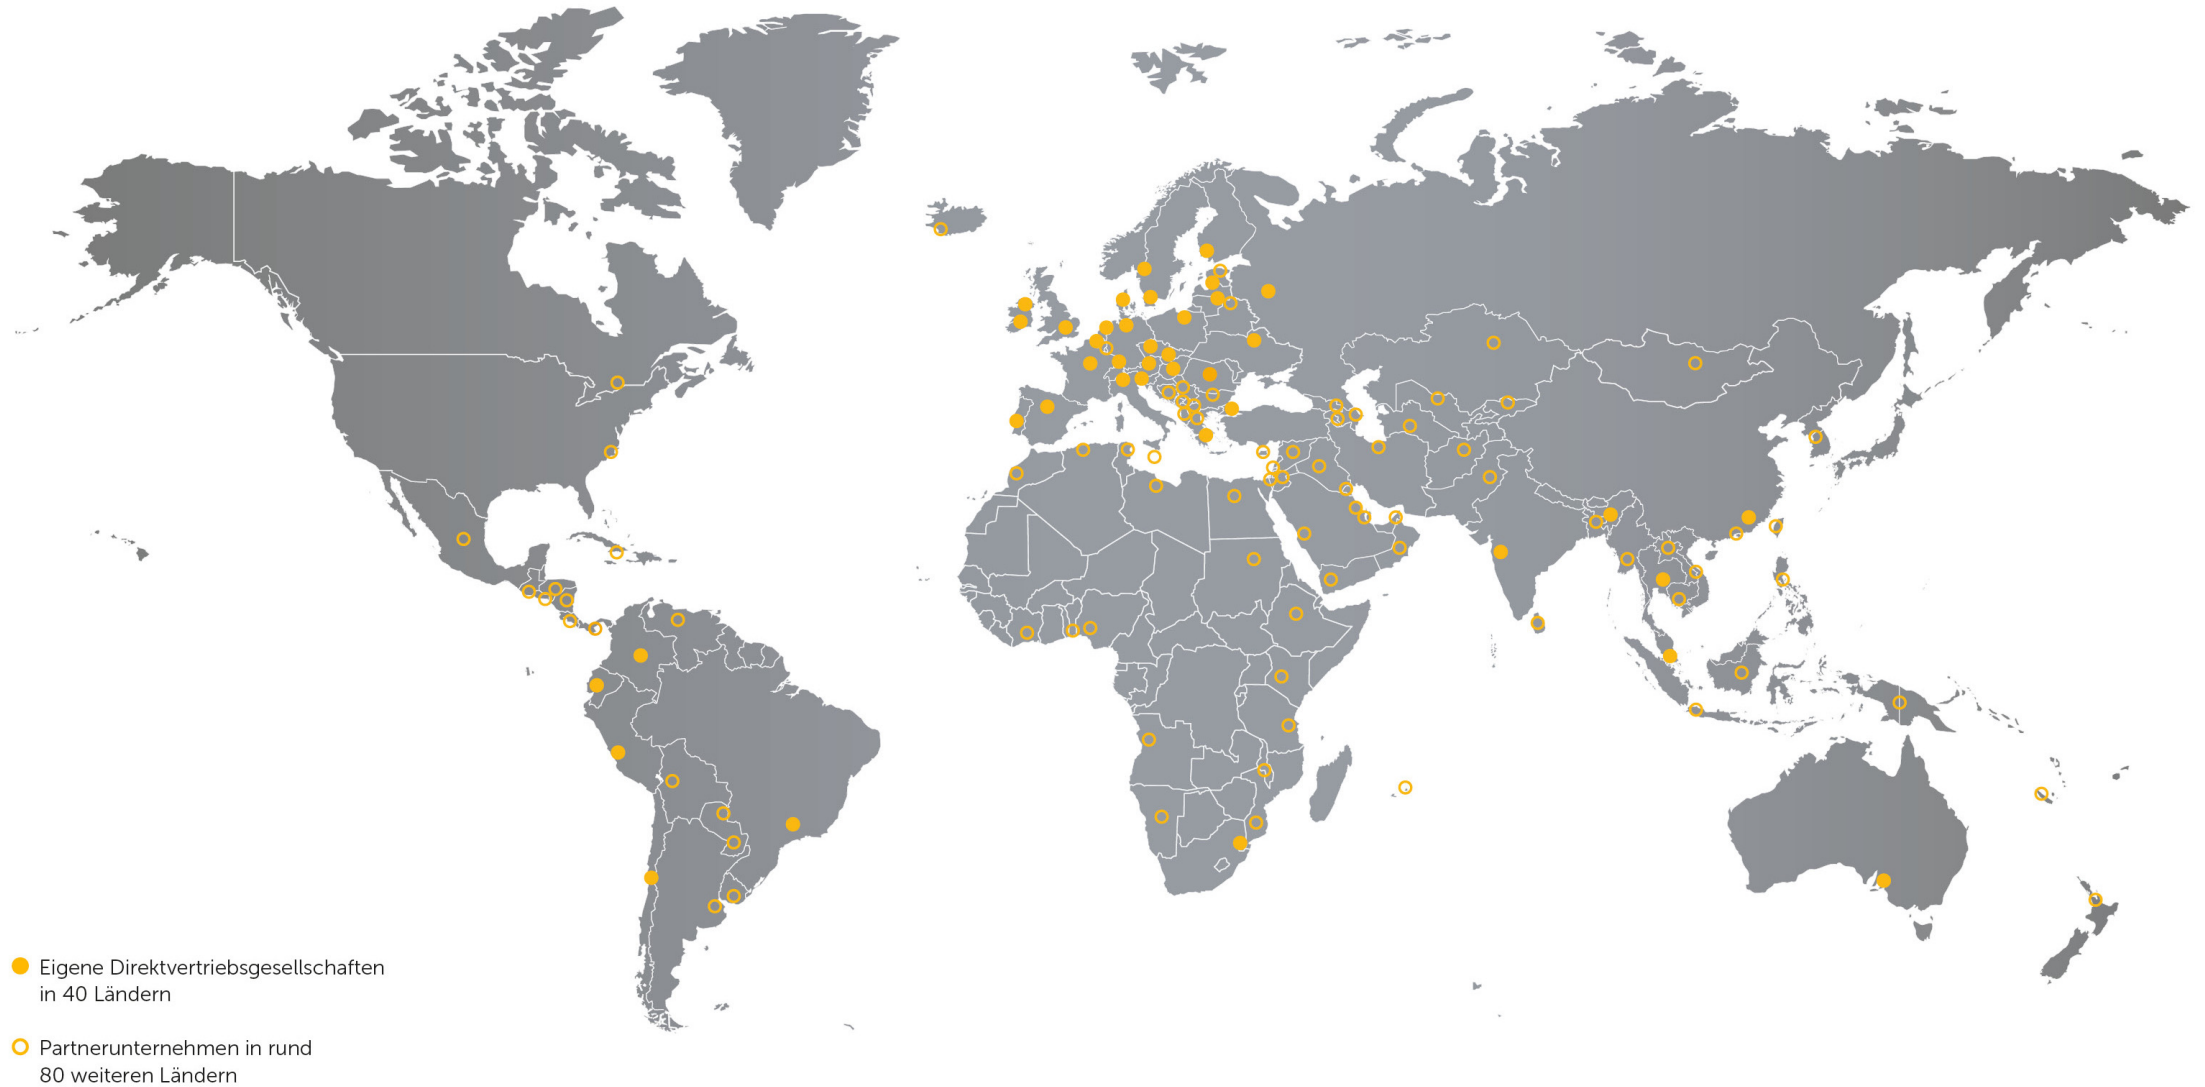 Eigene Direktvertriebsgesellschaften
in 40 Ländern
Partnerunternehmen in rund
80 weiteren Ländern